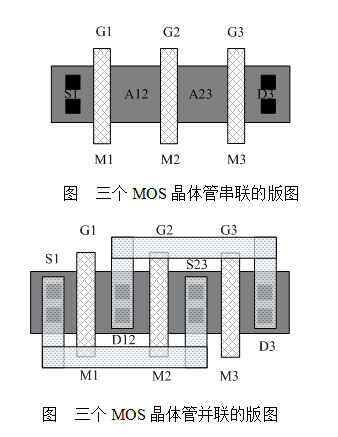 G1 G2 G3
S1 A12 A23 D3
M1 M2 M3
图 三个 MOS 晶体管串联的版图
G1 G2 G3
S1 S23
D12 D3
M1 M2 M3
图 三个 MOS 晶体管并联的版图